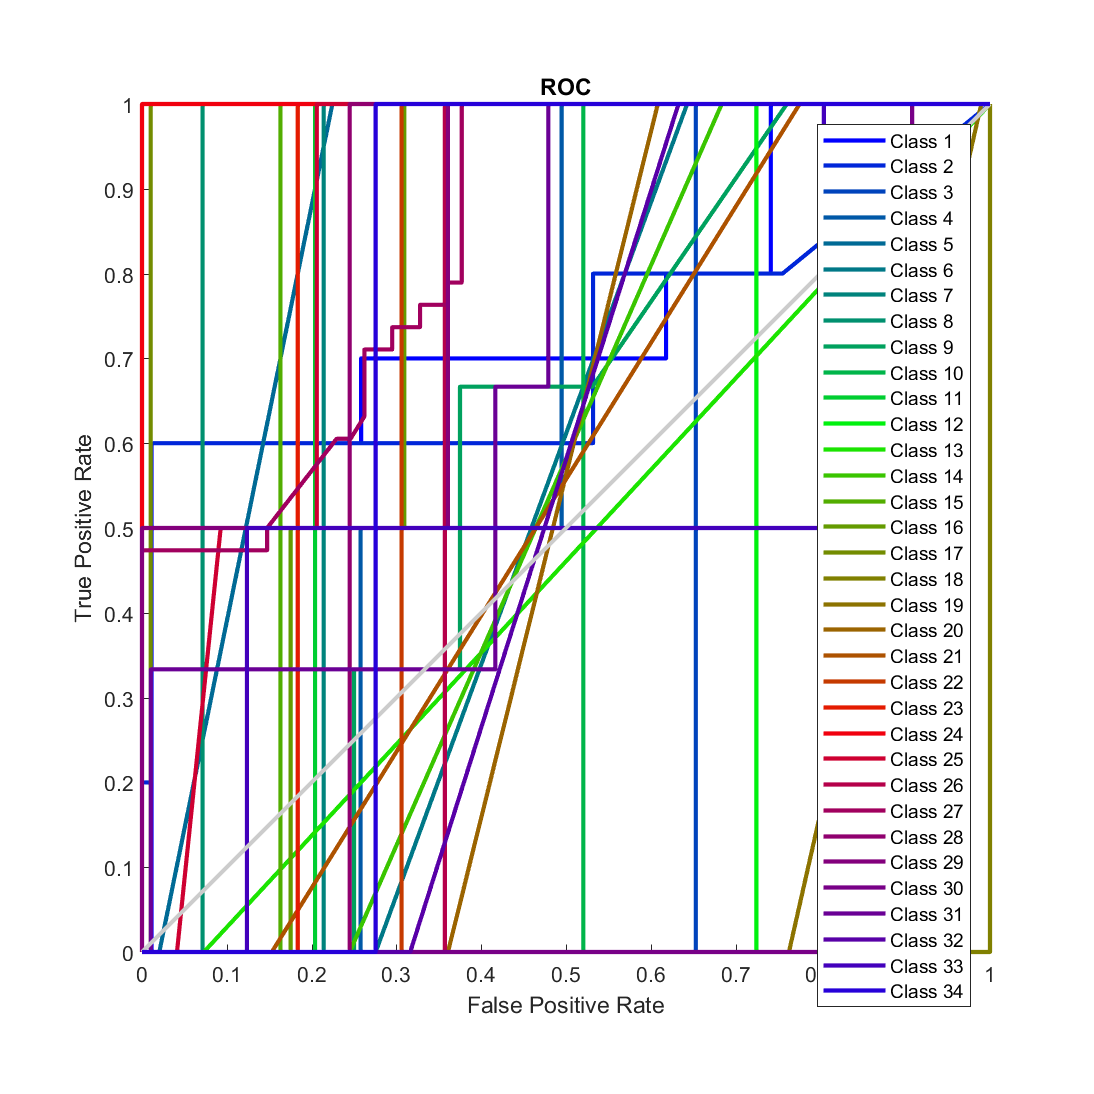 ROC
True Positive Rate
1
0.9
0.8
0.7
0.6
0.5
0.4
0.3
0.2
0.1
0
Class 1
Class 2
Class 3
Class 4
Class 5
Class 6
Class 7
Class 8
Class 9
Class 10
Class 11
Class 12
Class 13
Class 14
Class 15
Class 16
Class 17
Class 18
Class 19
Class 20
Class 21
Class 22
Class 23
Class 24
Class 25
Class 26
Class 27
Class 28
Class 29
Class 30
Class 31
Class 32
Class 33
Class 34
0 0.1 0.2 0.3 0.4 0.5 0.6 0.7 1
False Positive Rate